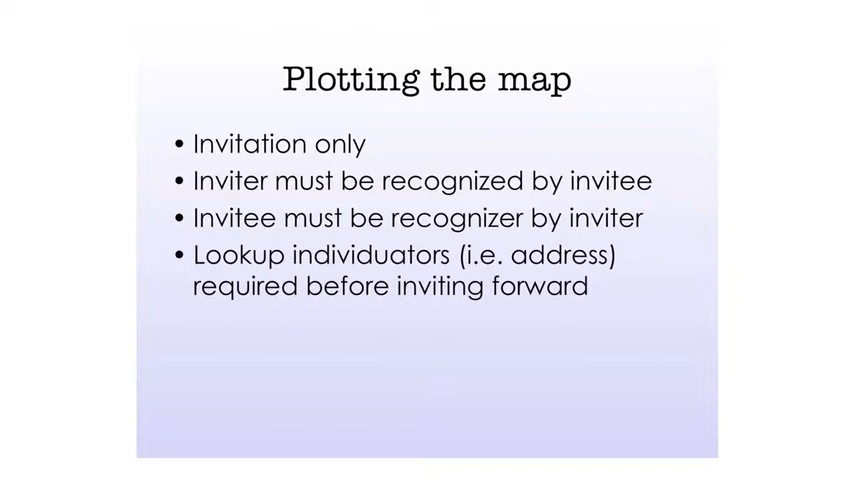 Plotting the map
• Invitation only
• Inviter must be recognized by invitee
• Invitee must be recognizer by inviter
• Lookup individuators (i.e. address)
required before inviting forward